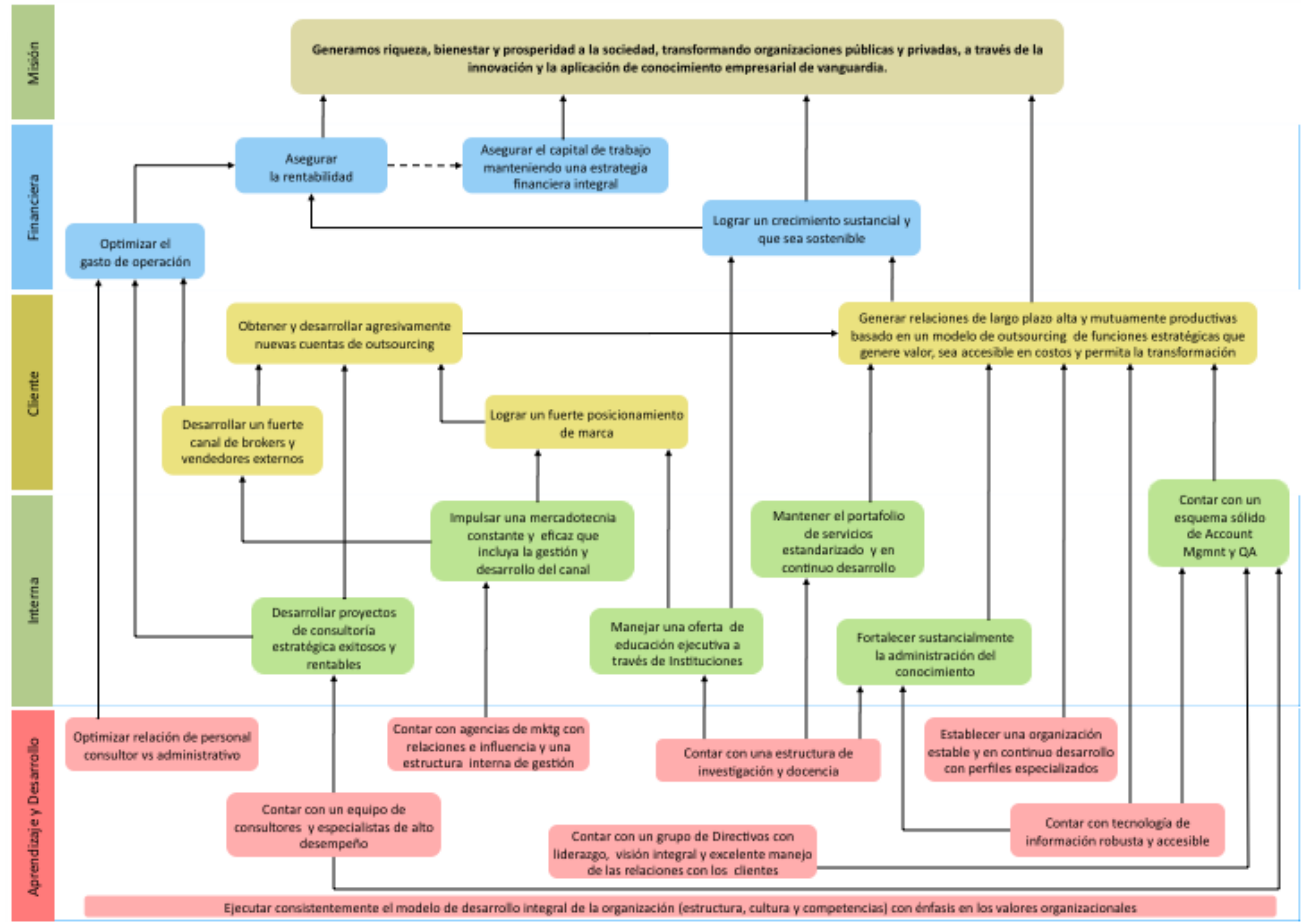 Misión
Generamos riqueza, bienestar y prosperidad a la sociedad, transformando organizaciones públicas y privadas, a través de la
innovación y la aplicación de conocimiento empresarial de vanguardia.
Financiera
Asegurar
la rentabilidad
Asegurar el capital de trabajo
manteniendo una estrategia
financiera integral
Lograr un crecimiento sustancial y
que sea sostenible
Optimizar el
gasto de operación
Cliente
Obtener y desarrollar agresivamente
nuevas cuentas de outsourcing
Generar relaciones de largo plazo alta y mutuamente productivas
basado en un modelo de outsourcing de funciones estratégicas que
genere valor, sea accesible en costos y permita la transformación
Desarrollar un fuerte
canal de brokers y
vendedores externos
Lograr un fuerte posicionamiento
de marca
Interna
Impulsar una mercadotecnia
constante y eficaz que
incluya la gestión y
desarrollo del canal
Mantener el portafolio
de servicios
estandarizado y en
continuo desarrollo
Contar con un
esquema sólido
de Account
Mgmnt y QA
Desarrollar proyectos
de consultoría
estratégica exitosos y
rentables
Manejar una oferta de
educación ejecutiva a
través de Instituciones
Fortalecer sustancialmente
la administración del
conocimiento
Aprendizaje y Desarrollo
Optimizar relación de personal
consultor vs administrativo
Contar con agencias de mktg con
relaciones e influencia y una
estructura interna de gestión
Contar con una estructura de
investigación y docencia
Establecer una organización
estable y en continuo desarrollo
con perfiles especializados
Contar con un equipo de
consultores y especialistas de alto
desempeño
Contar con un grupo de Directivos con
liderazgo, visión integral y excelente manejo
de las relaciones con los clientes
Contar con tecnología de
información robusta y accesible
Ejecutar consistentemente el modelo de desarrollo integral de la organización (estructura, cultura y competencias) con énfasis en los valores organizacionales